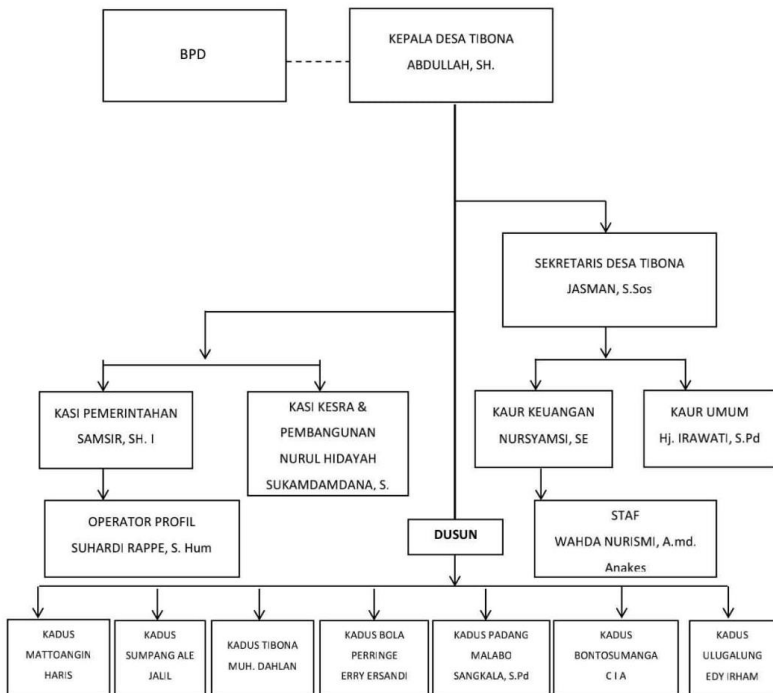 BPD
KEPALA DESA TIBONA
ABDULLAH, SH.
SEKRETARIS DESA TIBONA
JASMAN, S.Sos
KASI PEMERINTAHAN
SAMSIR, SH. I
KASI KESRA &
PEMBANGUNAN
NURUL HIDAYAH
SUKAMDAMDANA, S.
KAUR KEUANGAN
NURSYAMSI, SE
KAUR UMUM
Hj. IRAWATI, S.Pd
OPERATOR PROFIL
SUHARDI RAPPE, S. Hum
DUSUN
STAF
WAHDA NURISMI, A.md.
Anakes
KADUS
MATTOANGIN
HARIS
KADUS
SUMPANG ALE
JALIL
KADUS TIBONA
MUH. DAHLAN
KADUS BOLA
PERRINGE
ERRY ERSANDI
KADUS PADANG
MALABO
SANGKALA, S.Pd
KADUS
BONTOSUMANGA
C I A
KADUS
ULUGALUNG
EDY IRHAM